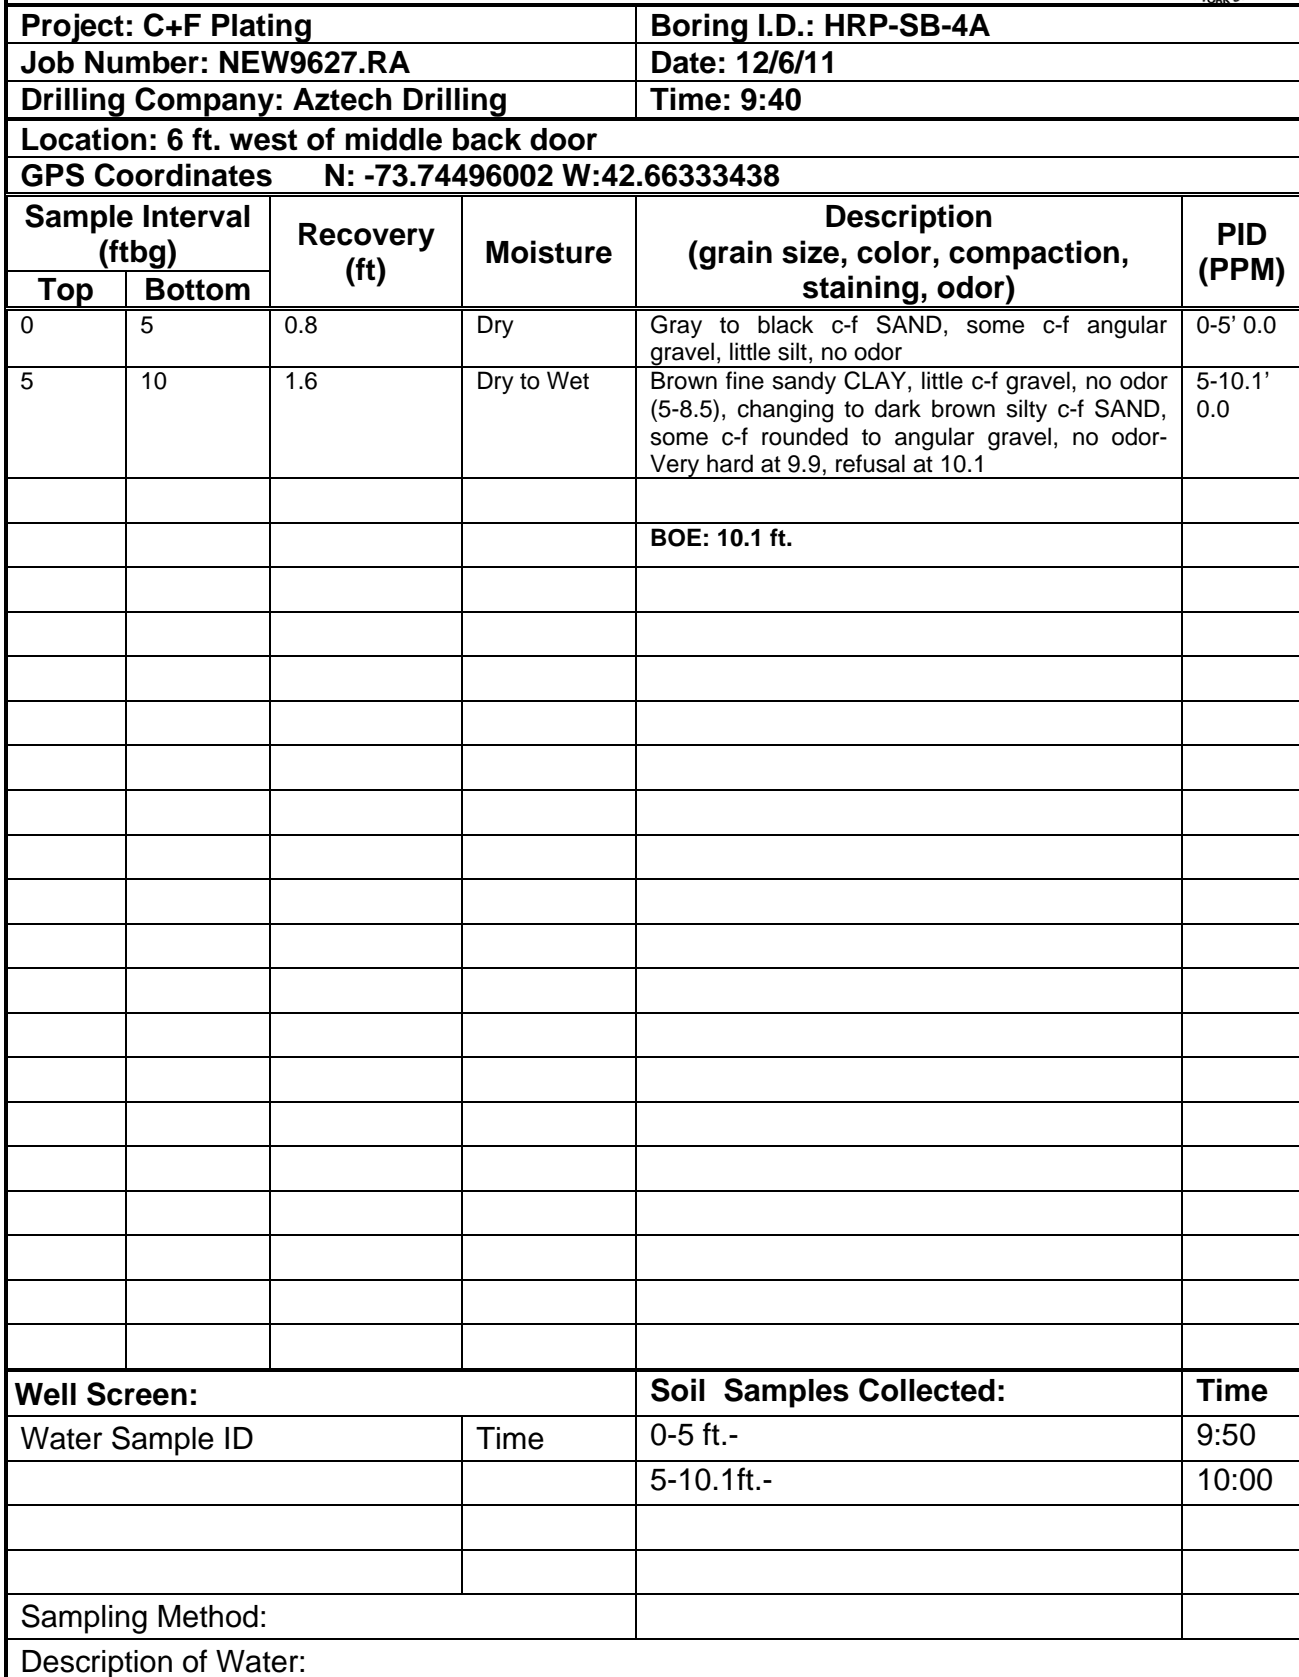 Project: C+F Plating Boring I.D.: HRP-SB-4A
Job Number: NEW9627.RA Date: 12/6/11
Drilling Company: Aztech Drilling Time: 9:40
Location: 6 ft. west of middle back door
GPS Coordinates N: -73.74496002 W:42.66333438
Sample Interval
(ftbg)
Top Bottom
Recovery
(ft)
Moisture
Description
(grain size, color, compaction,
staining, odor)
PID
(PPM)
0 5 0.8 Dry Gray to black c-f SAND, some c-f angular 0-5’ 0.0
gravel, little silt, no odor
5 10 1.6 Dry to Wet Brown fine sandy CLAY, little c-f gravel, no odor 5-10.1’
(5-8.5), changing to dark brown silty c-f SAND, 0.0
some c-f rounded to angular gravel, no odor-
Very hard at 9.9, refusal at 10.1
BOE: 10.1 ft.
Well Screen: Soil Samples Collected: Time
Water Sample ID Time 0-5 ft.- 9:50
5-10.1ft.- 10:00
Sampling Method:
Description of Water: